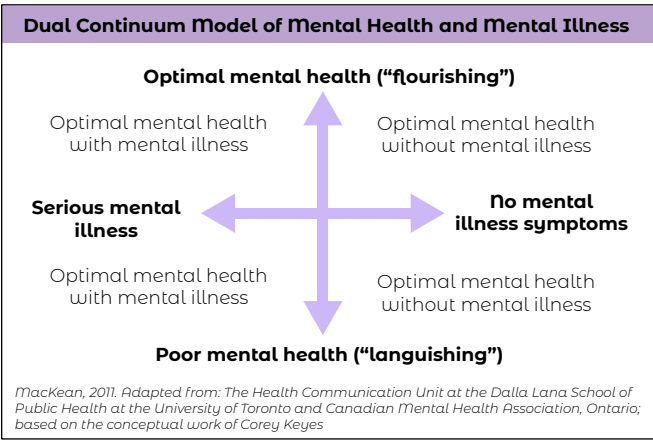 Dual Continuum Model of Mental Health and Mental Illness
Optimal mental health (“flourishing”)
Optimal mental health
with mental illness
Optimal mental health
without mental illness
Serious mental
illness
No mental
illness symptoms
Optimal mental health
with mental illness
Optimal mental health
without mental illness
Poor mental health (“languishing”)
MacKean, 2011. Adapted from: The Health Communication Unit at the Dalla Lana School of
Public Health at the University of Toronto and Canadian Mental Health Association, Ontario;
based on the conceptual work of Corey Keyes